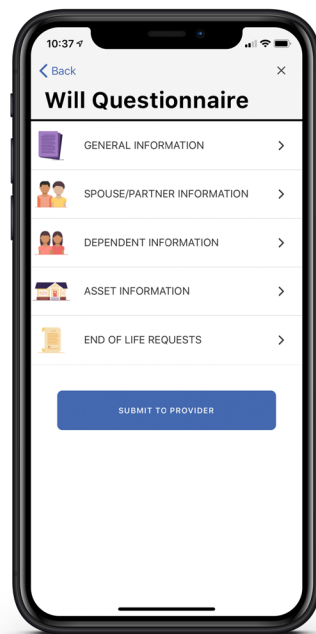 10:37
Back
Will Questionnaire
GENERAL INFORMATION
SPOUSE/PARTNER INFORMATION
DEPENDENT INFORMATION
ASSET INFORMATION
END OF LIFE REQUESTS
SUBMIT TO PROVIDER